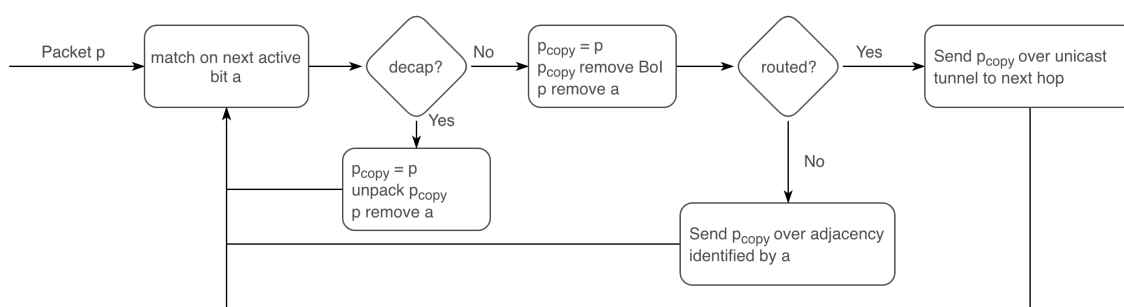 Packet p
match on next active
bit a
decap?
No
Yes
p_copy = p
p_copy remove BoI
p remove a
routed?
Yes
No
Send p_copy over unicast
tunnel to next hop
p_copy = p
unpack p_copy
p remove a
Send p_copy over adjacency
identified by a